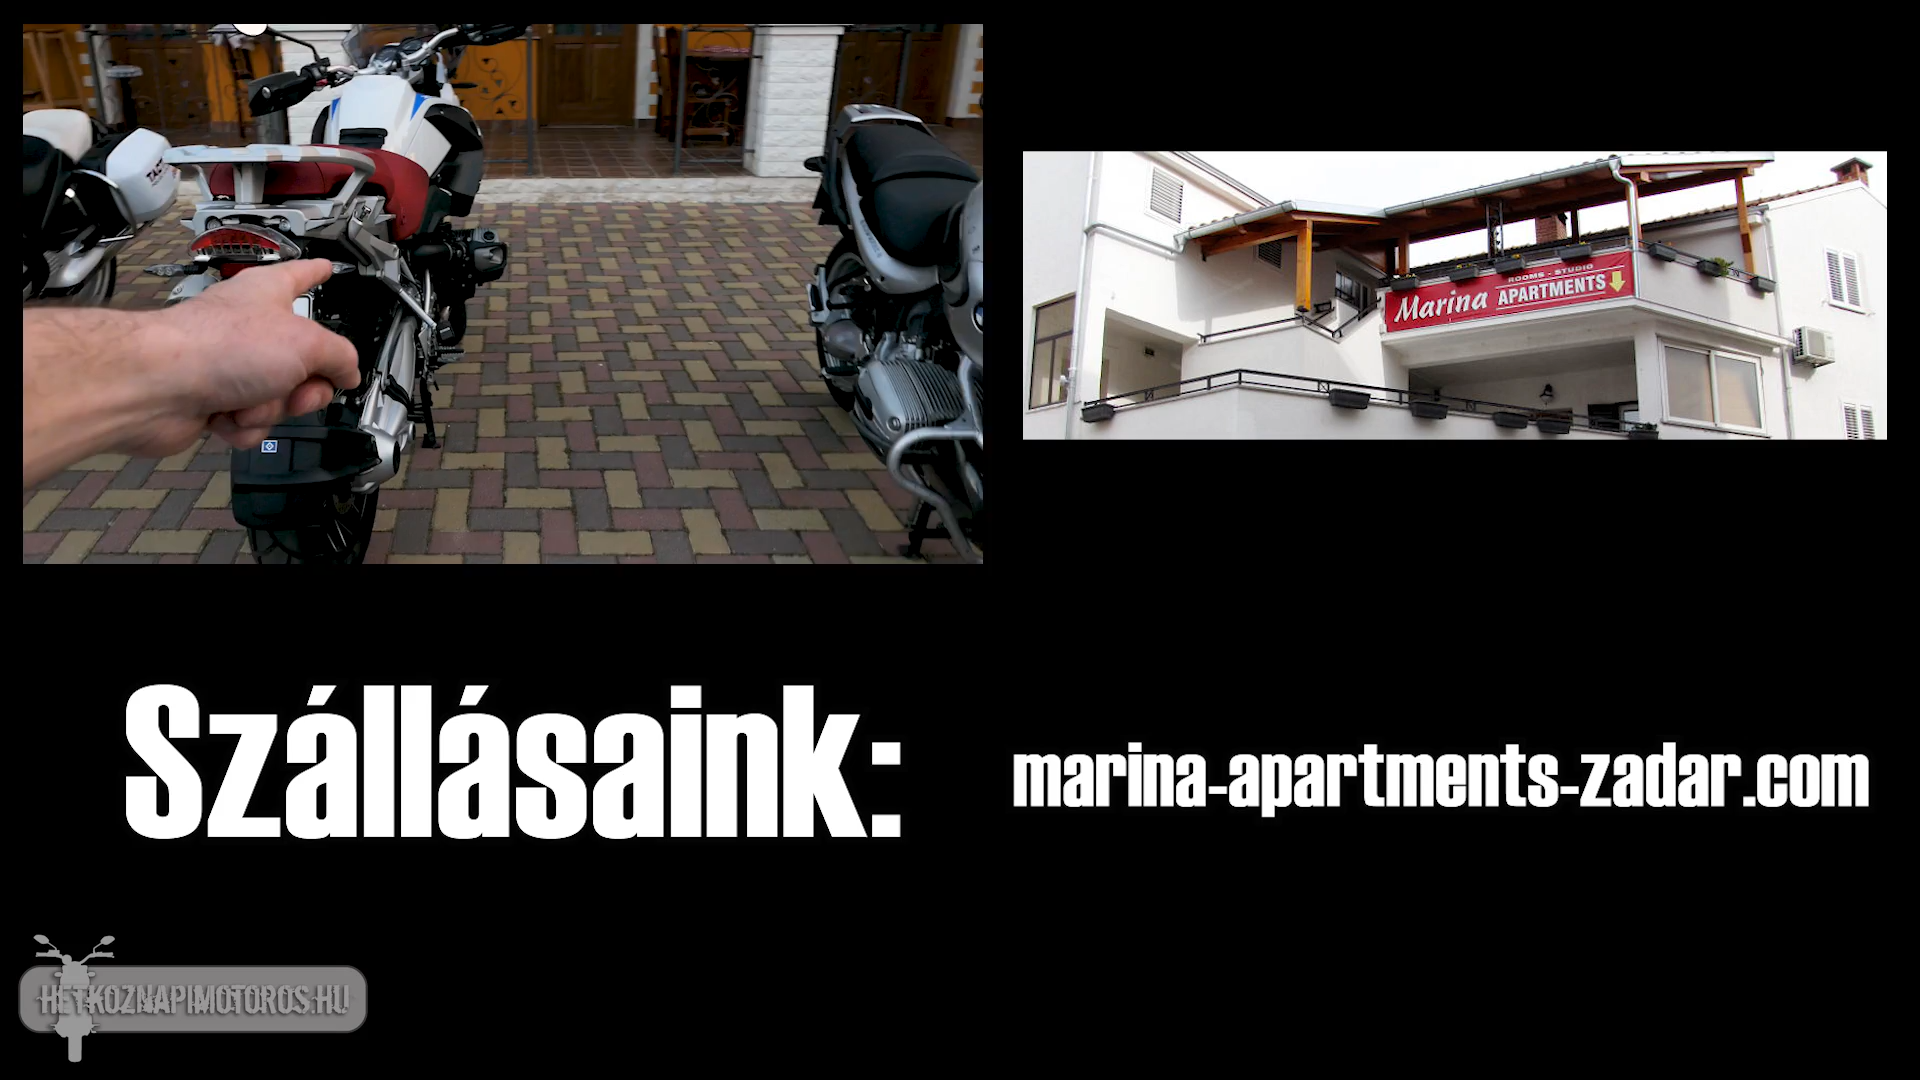 ROOMS - STUDIO
Marina APARTMENTS
Szállásaink:
marina-apartments-zadar.com
HETKOZNAPIMOTOROS.HU